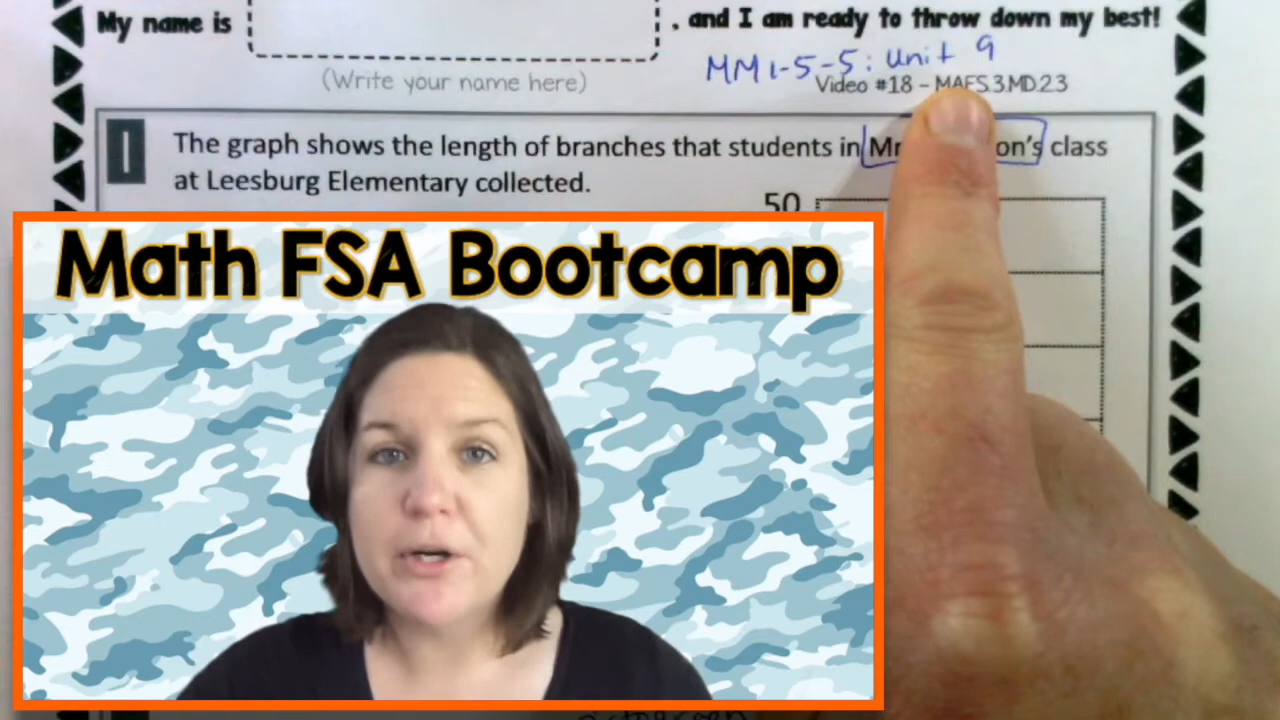 My name is , and I am ready to throw down my best!
(Write your name here)
MM1-5-5: Unit 9
Video #18 – MAFS.3.MD.2.3
1 The graph shows the length of branches that students in class
at Leesburg Elementary collected.
50
Math FSA Bootcamp